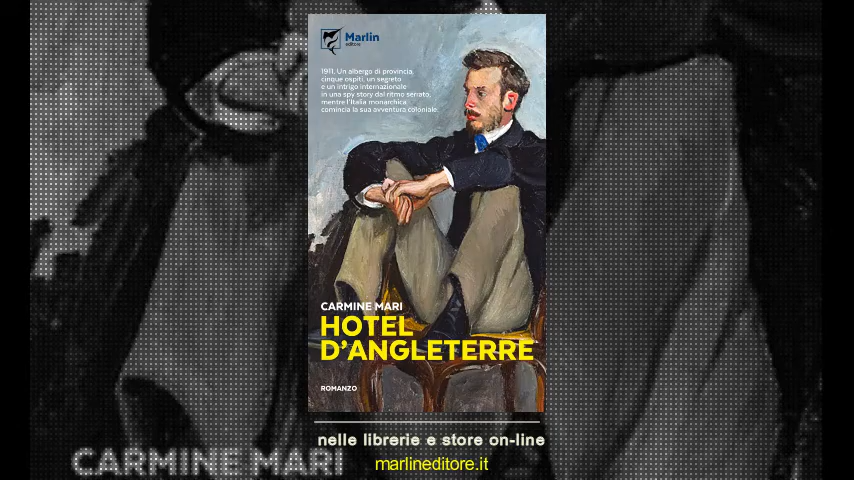 Marlin
editore
1911. Un albergo di provincia,
cinque ospiti, un segreto
e un intrigo internazionale
in una spy story dal ritmo serrato,
mentre l'Italia monarchica
comincia la sua avventura coloniale.
CARMINE MARI
HOTEL
D'ANGLETERRE
ROMANZO
nelle librerie e store on-line
marlineditore.it
CARMINE MARI